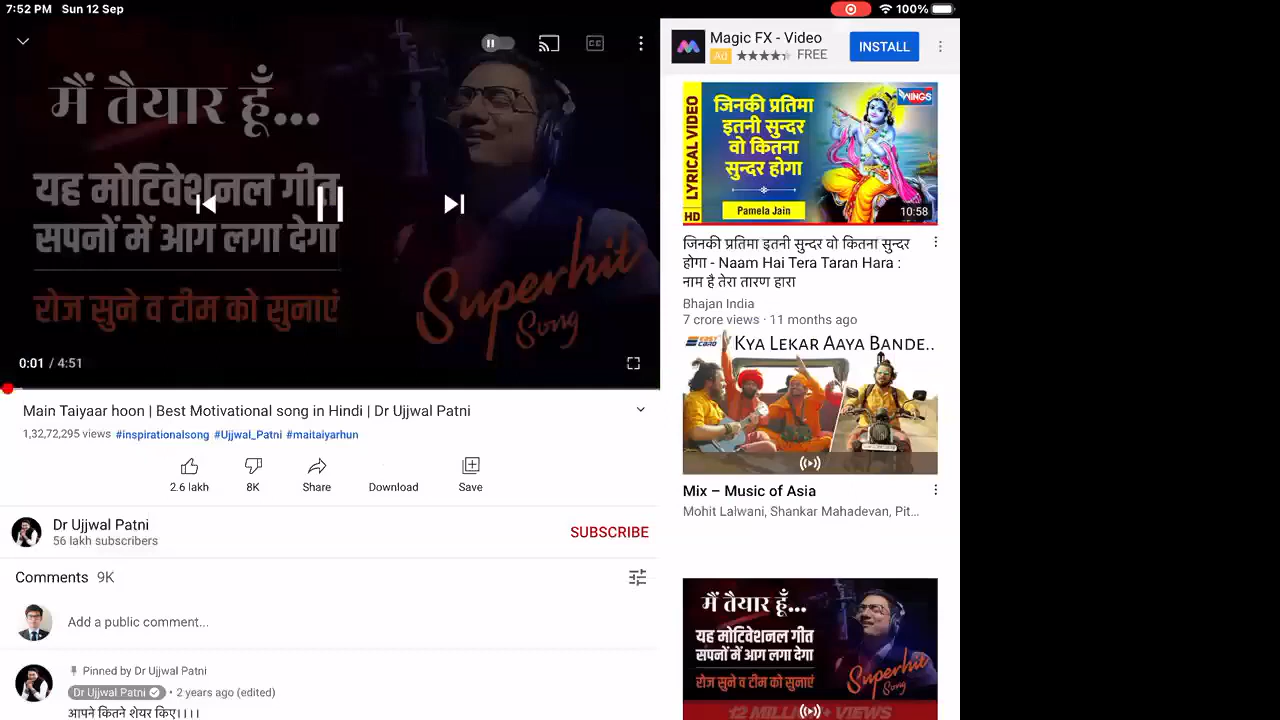 7:52 PM Sun 12 Sep
100%
मैं तैयार हूँ...
यह मोटिवेशनल गीत
सपनों में आग लगा देगा
रोज सुने व टीम को सुनाएं
Superhit
Song
0:01 / 4:51
Main Taiyaar hoon | Best Motivational song in Hindi | Dr Ujjwal Patni
1,32,72,295 views #inspirationalsong #Ujjwal_Patni #maitaiyarhun
2.6 lakh 8K Share Download Save
Dr Ujjwal Patni
56 lakh subscribers
SUBSCRIBE
Comments 9K
Add a public comment...
Pinned by Dr Ujjwal Patni
Dr Ujjwal Patni • 2 years ago (edited)
आपने कितने शेयर किए।।।।
Magic FX - Video
Ad FREE
INSTALL
LYRICAL VIDEO
HD
WINGS
जिनकी प्रतिमा
इतनी सुन्दर
वो कितना
सुन्दर होगा
Pamela Jain
10:58
जिनकी प्रतिमा इतनी सुन्दर वो कितना सुन्दर
होगा - Naam Hai Tera Taran Hara :
नाम है तेरा तारण हारा
Bhajan India
7 crore views · 11 months ago
KYA LEKAR AAYA BANDE..
Mix – Music of Asia
Mohit Lalwani, Shankar Mahadevan, Pit...
मैं तैयार हूँ...
यह मोटिवेशनल गीत
सपनों में आग लगा देगा
रोज सुने व टीम को सुनाएं
Superhit
Song
12 MILLION+ VIEWS